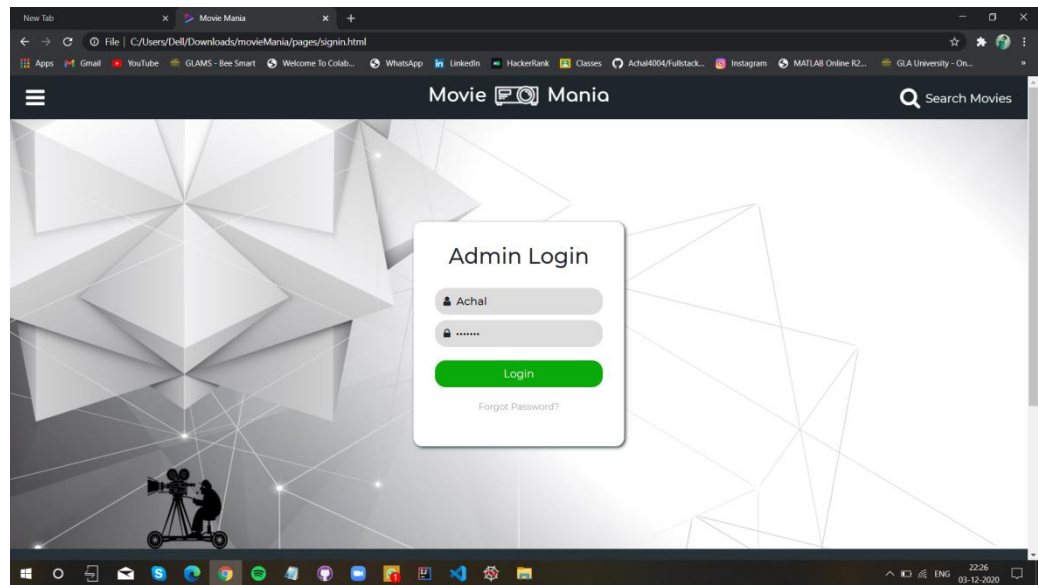 New Tab
Movie Mania
File | C:/Users/Dell/Downloads/movieMania/pages/signin.html
Apps Gmail YouTube GLAMS - Bee Smart Welcome To Colab... WhatsApp LinkedIn HackerRank Classes Achal4004/Fullstack... Instagram MATLAB Online R2... GLA University - On... »
Movie Mania
Search Movies
Admin Login
Achal
.......
Login
Forgot Password?
ENG
22:26
03-12-2020